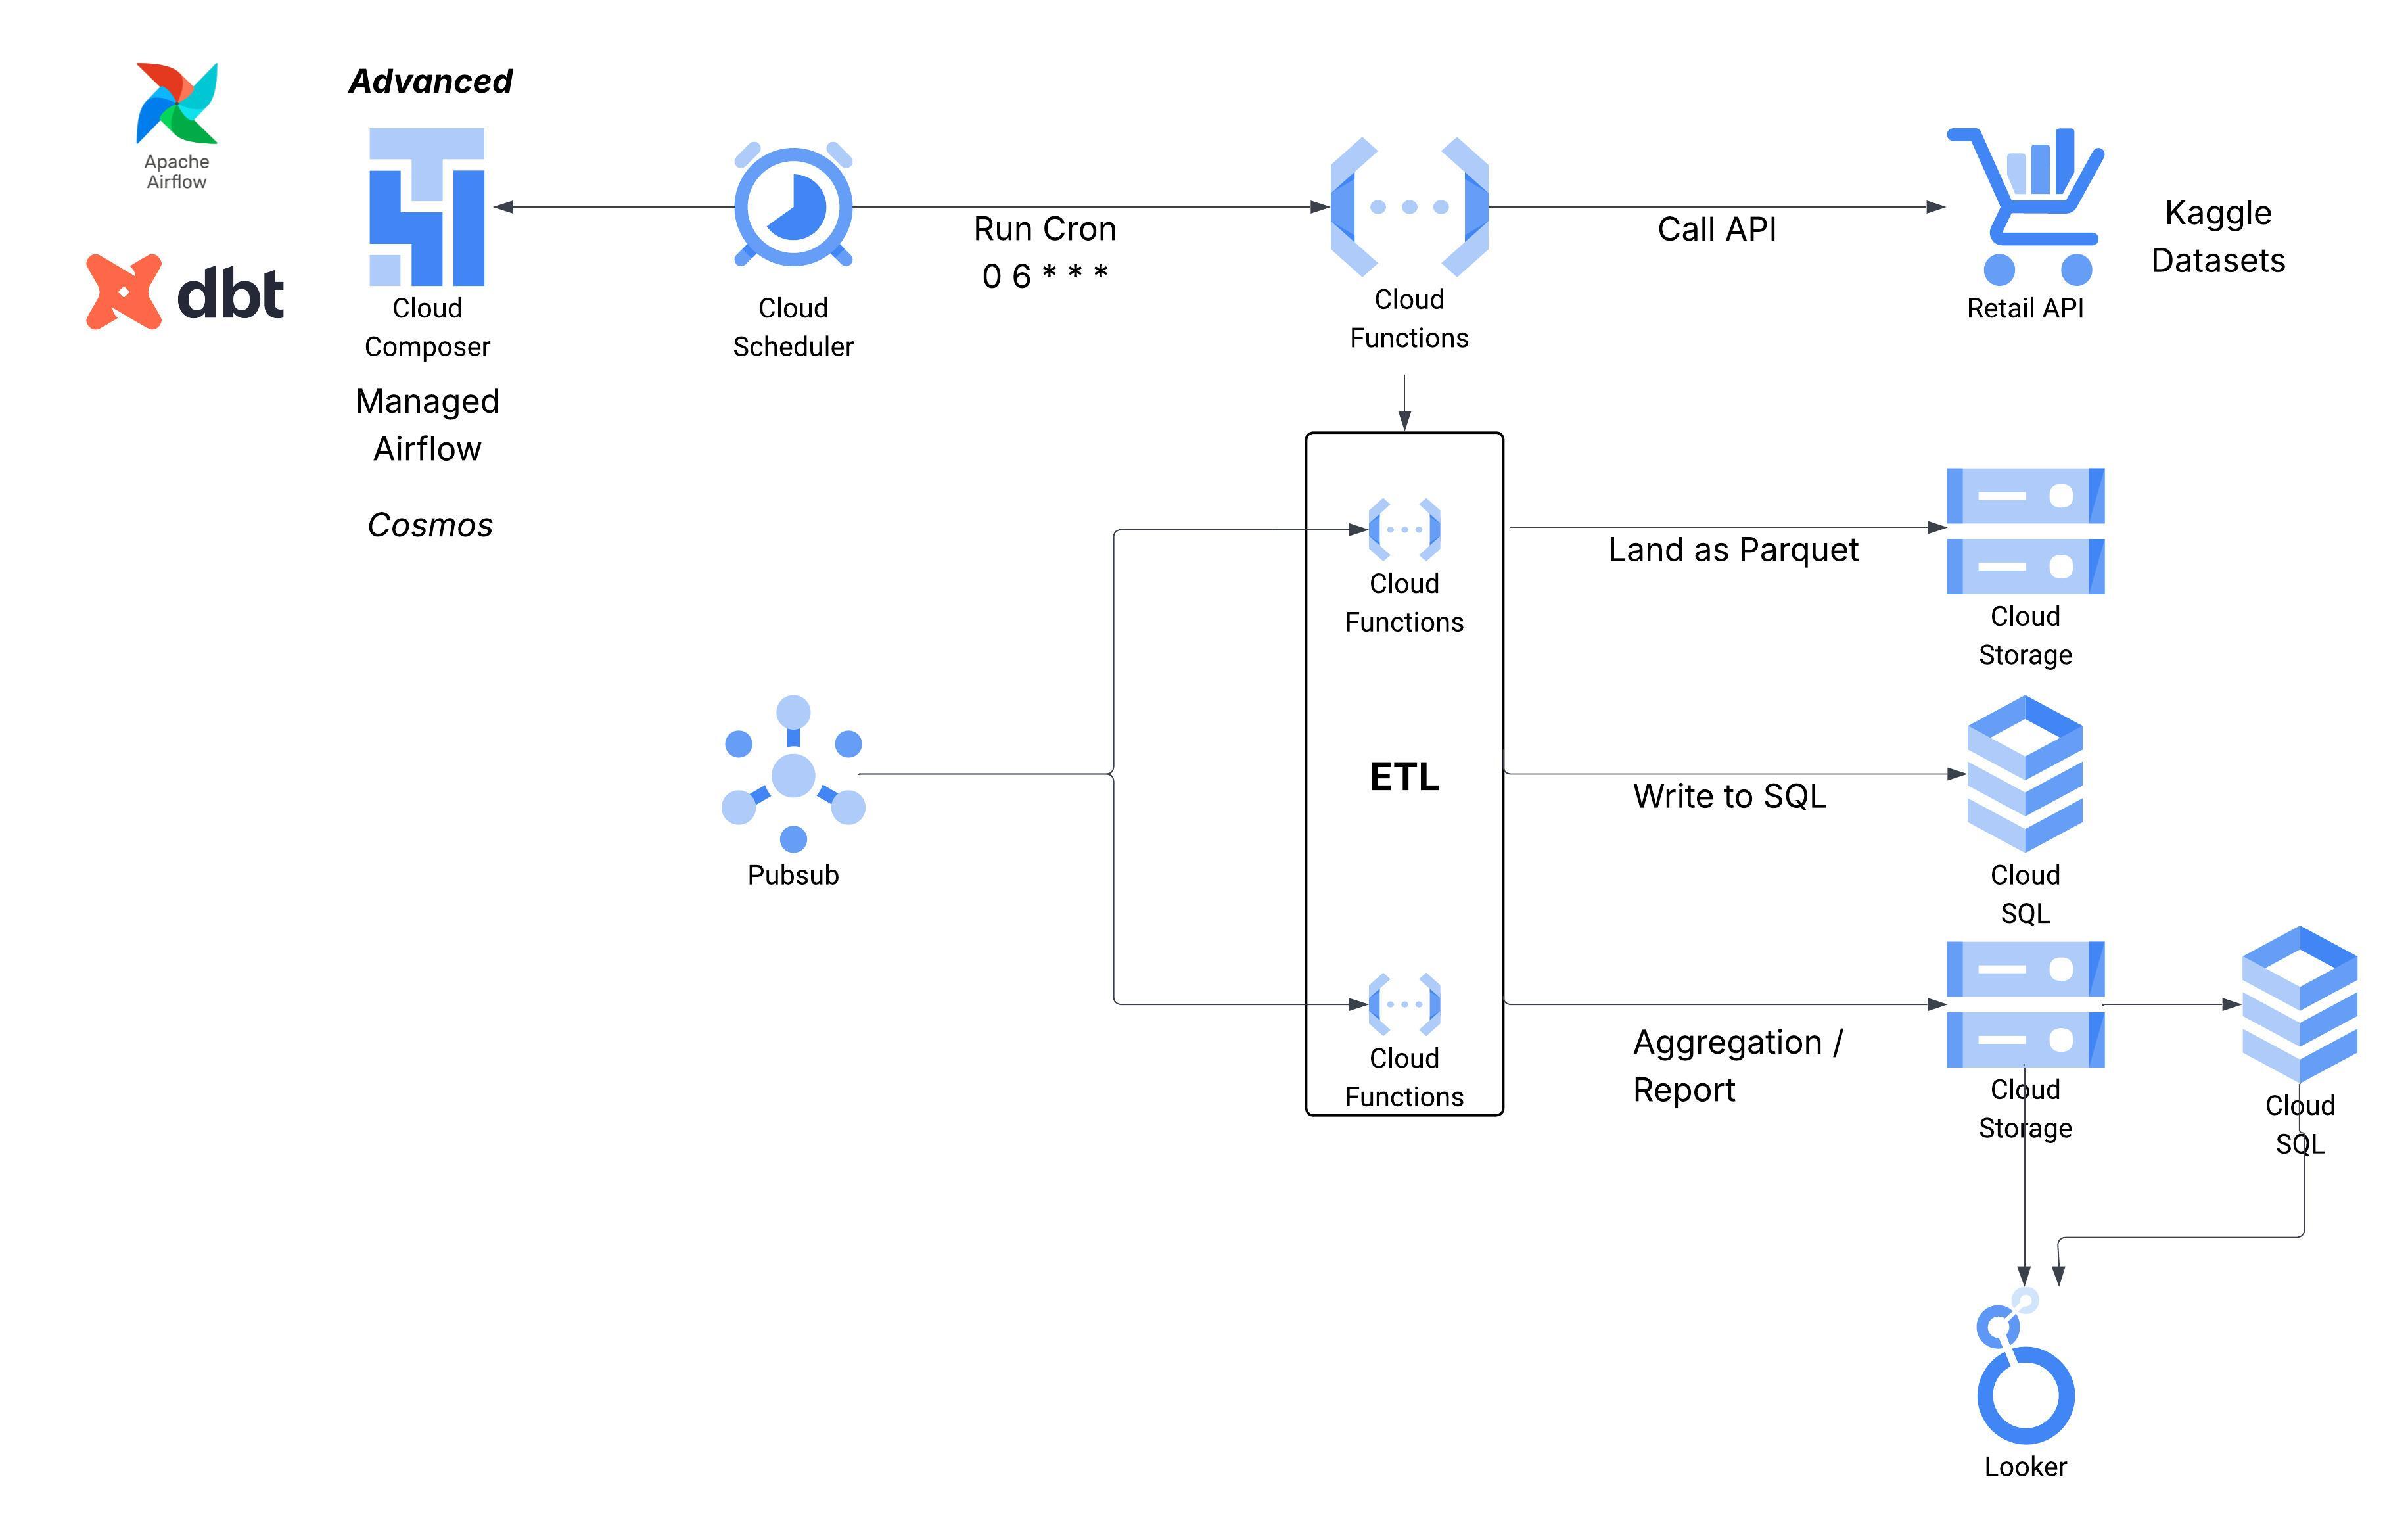 Advanced
Apache
Airflow
dbt
Cloud
Composer
Managed
Airflow
Cosmos
Cloud
Scheduler
Run Cron
0 6 * * *
Cloud
Functions
Call API
Retail API
Kaggle
Datasets
Cloud
Functions
Land as Parquet
Cloud
Storage
Pubsub
ETL
Write to SQL
Cloud
SQL
Cloud
Functions
Aggregation /
Report
Cloud
Storage
Cloud
SQL
Looker